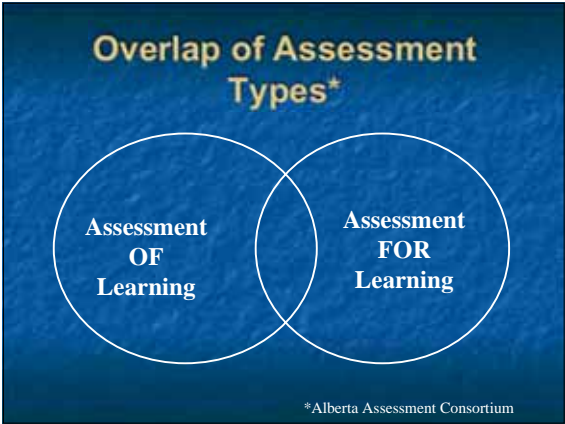 Overlap of Assessment
Types*
Assessment
OF
Learning
Assessment
FOR
Learning
*Alberta Assessment Consortium